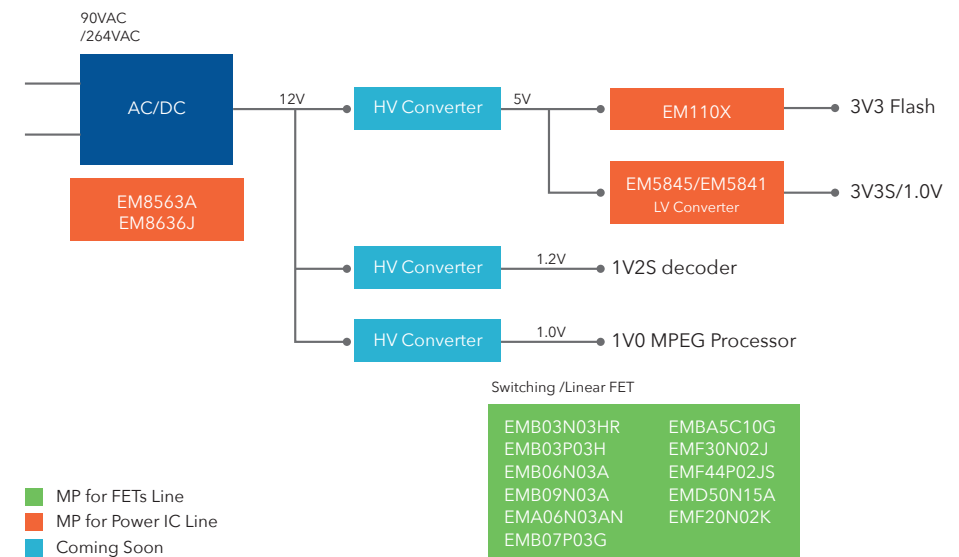 90VAC
/264VAC
AC/DC
12V
HV Converter
5V
EM110X
3V3 Flash
EM8563A
EM8636J
EM5845/EM5841
LV Converter
3V3S/1.0V
HV Converter
1.2V
1V2S decoder
HV Converter
1.0V
1V0 MPEG Processor
Switching /Linear FET
EMB03N03HR
EMB03P03H
EMB06N03A
EMB09N03A
EMA06N03AN
EMB07P03G
EMBA5C10G
EMF30N02J
EMF44P02JS
EMD50N15A
EMF20N02K
MP for FETs Line
MP for Power IC Line
Coming Soon